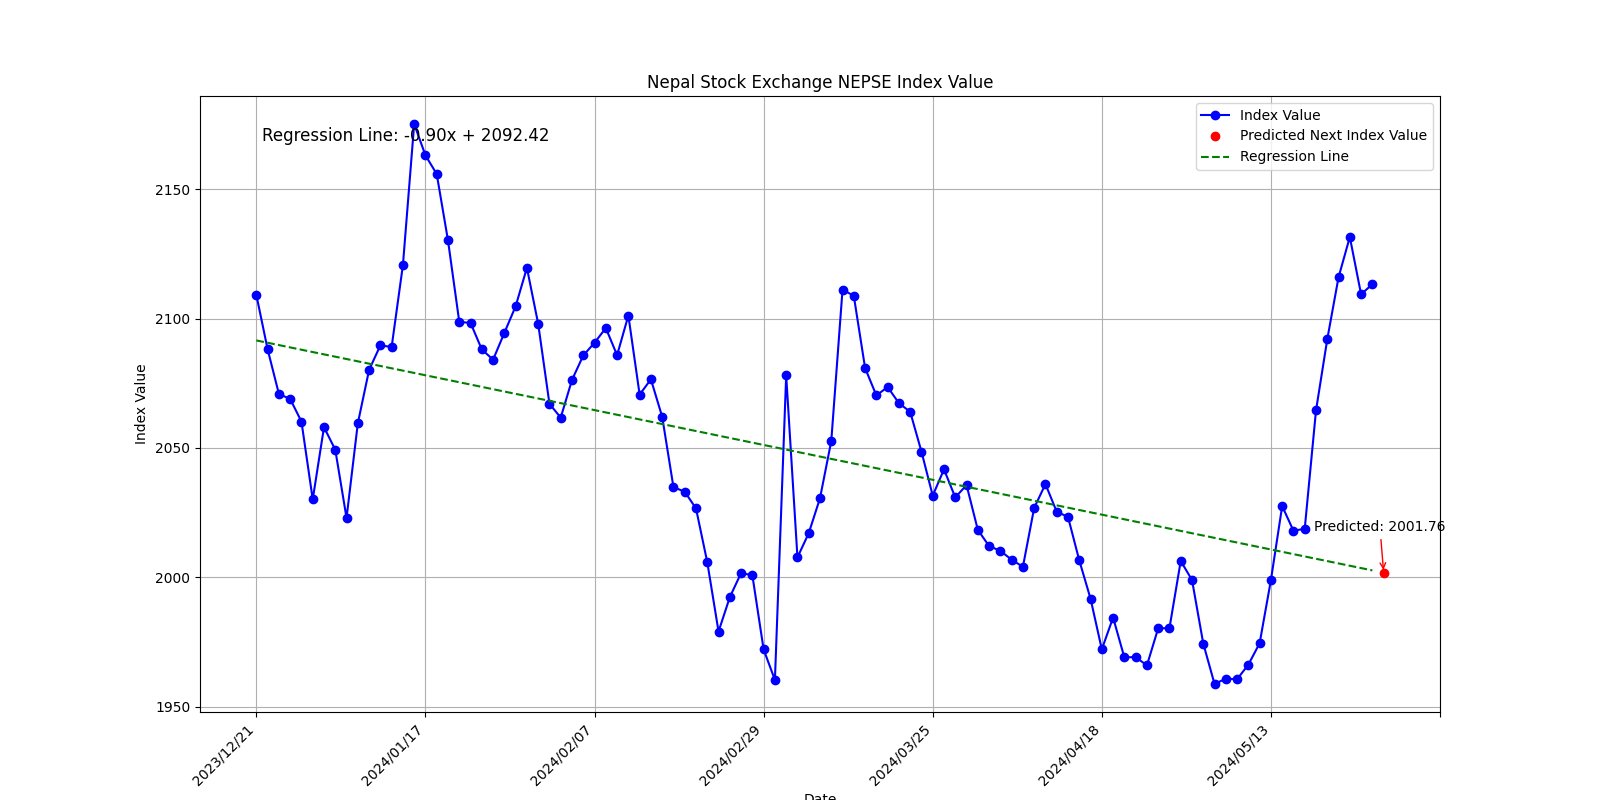 Nepal Stock Exchange NEPSE Index Value
Regression Line: -0.90x + 2092.42
Index Value
Predicted Next Index Value
Regression Line
2150
2100
2050
2000
1950
Index Value
Predicted: 2001.76
2023/12/21
2024/01/17
2024/02/07
2024/02/29
2024/03/25
2024/04/18
2024/05/13
Date